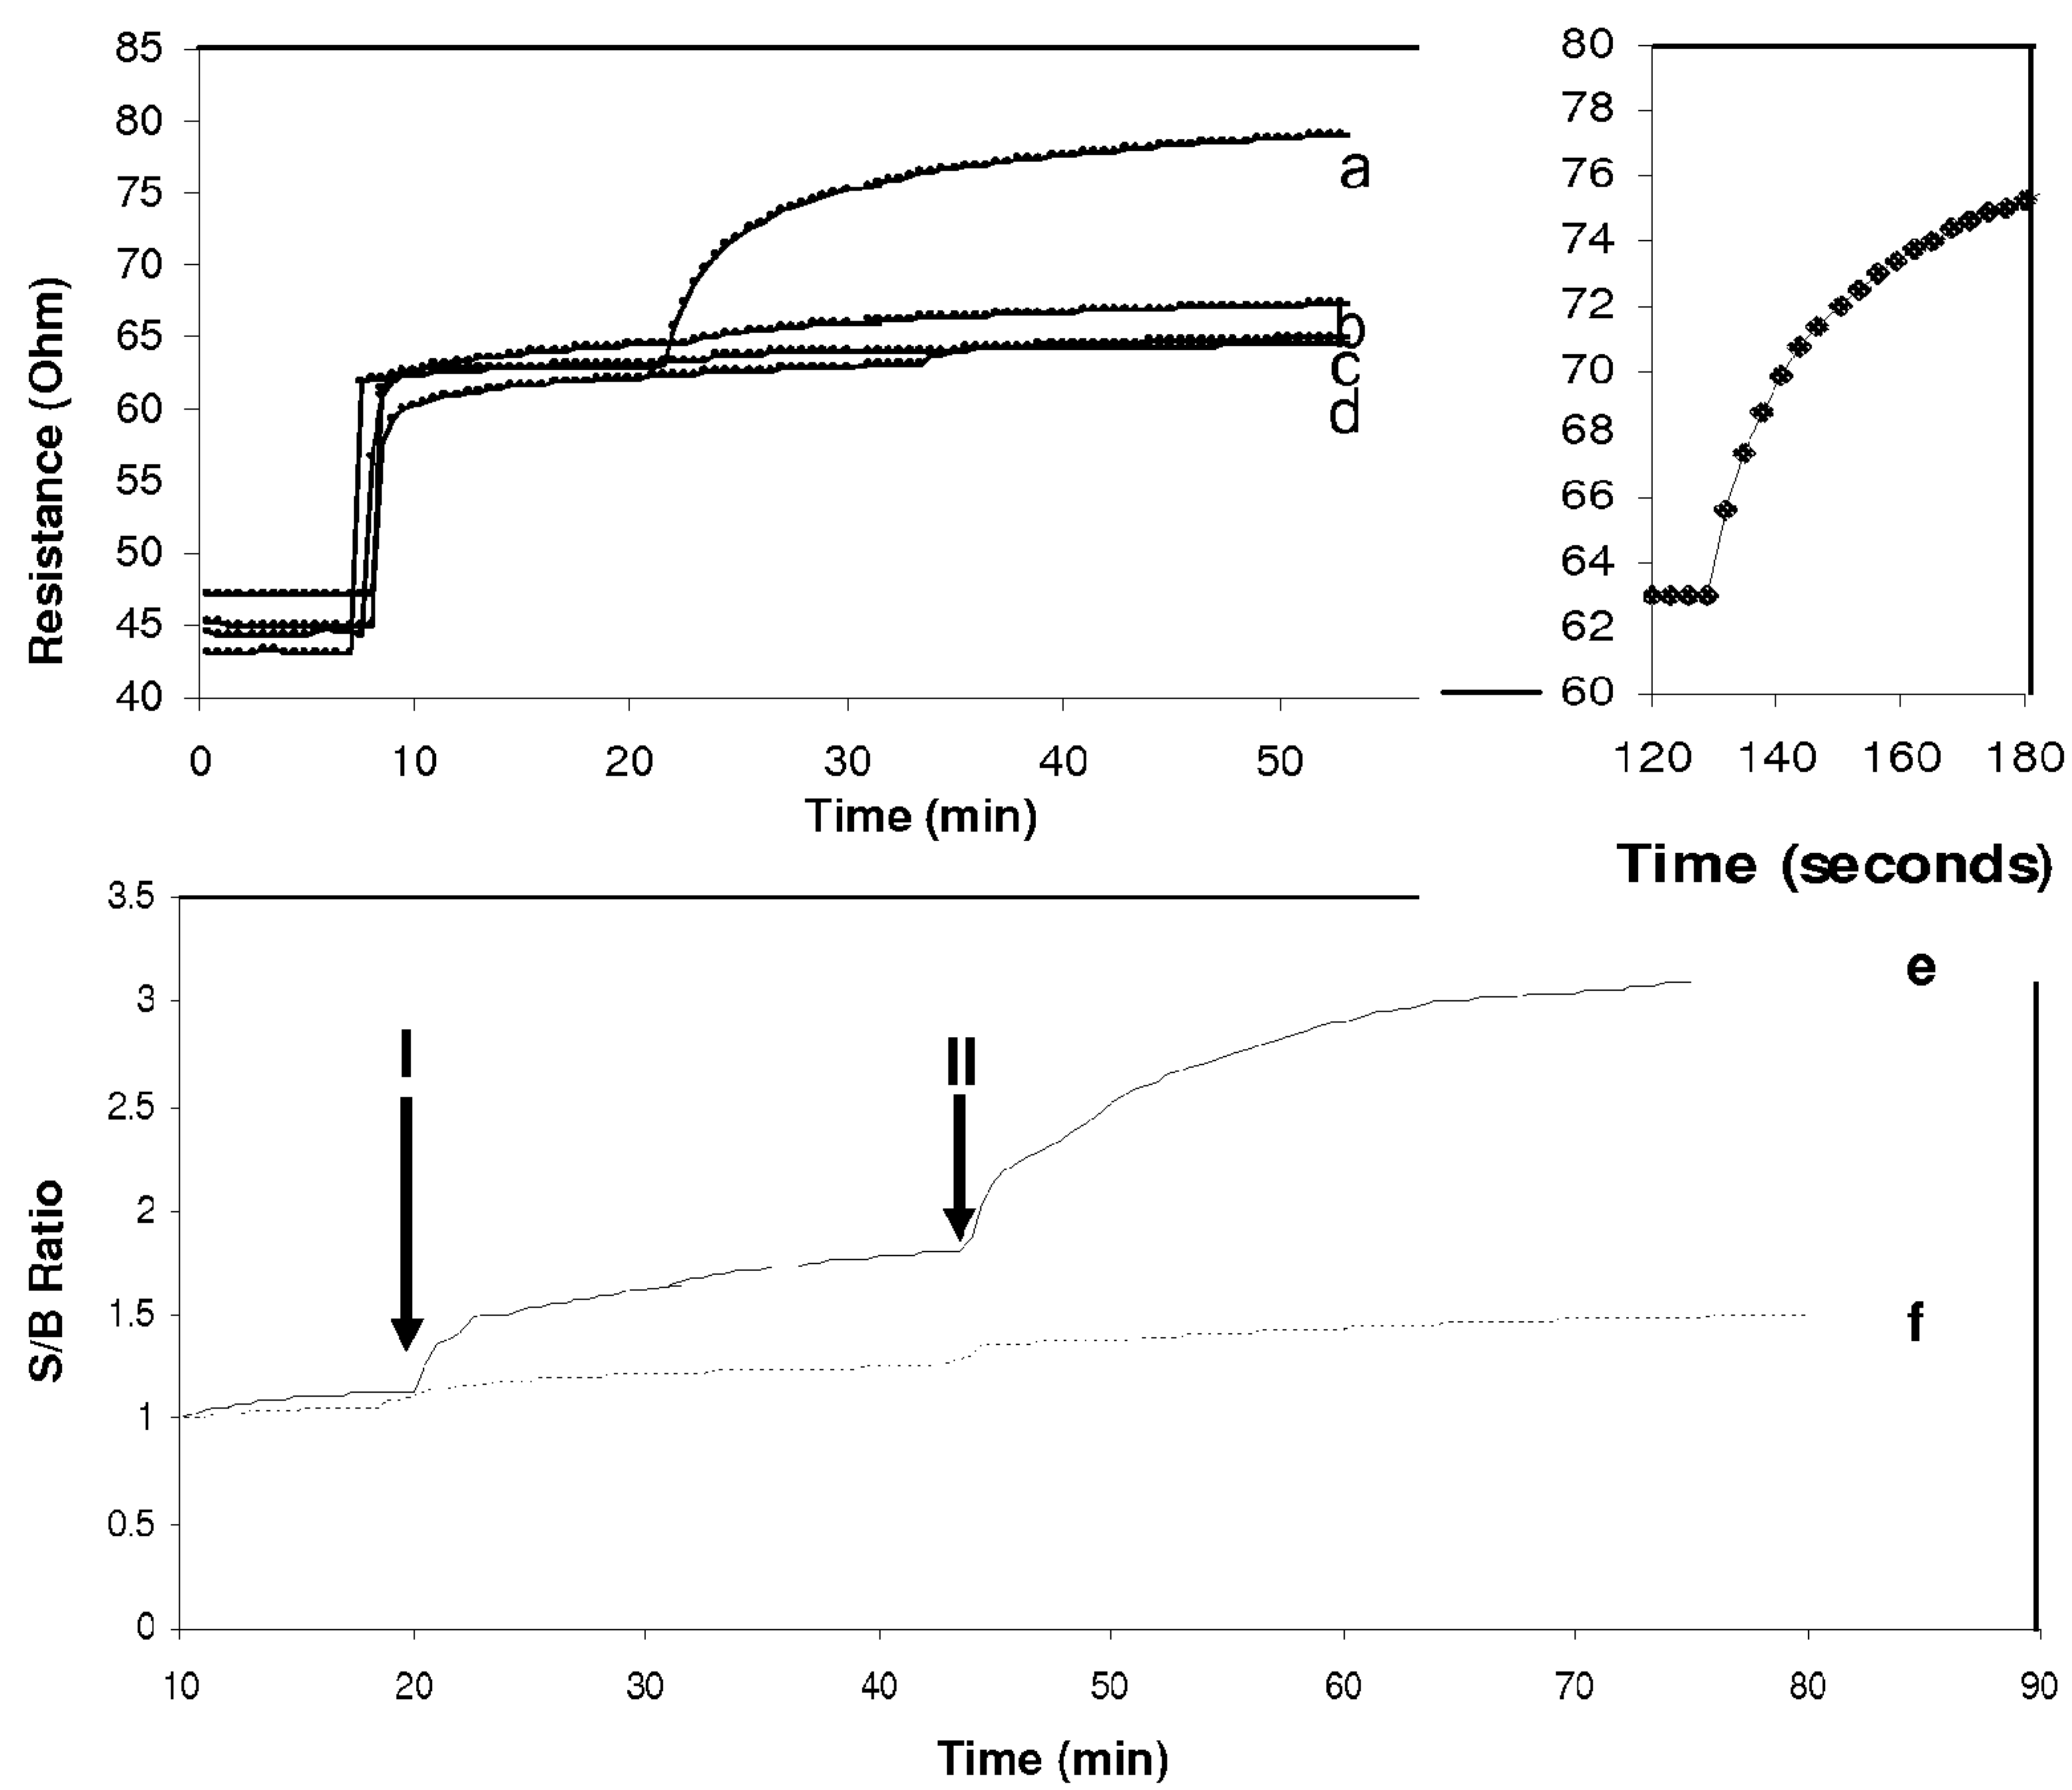 85
80
75
70
65
60
55
50
45
40
Resistance (Ohm)
0 10 20 30 40 50
Time (min)
a
b
c
d
80
78
76
74
72
70
68
66
64
62
60
120 140 160 180
Time (seconds)
3.5
3
2.5
2
1.5
1
0.5
0
S/B Ratio
I
II
e
f
10 20 30 40 50 60 70 80 90
Time (min)